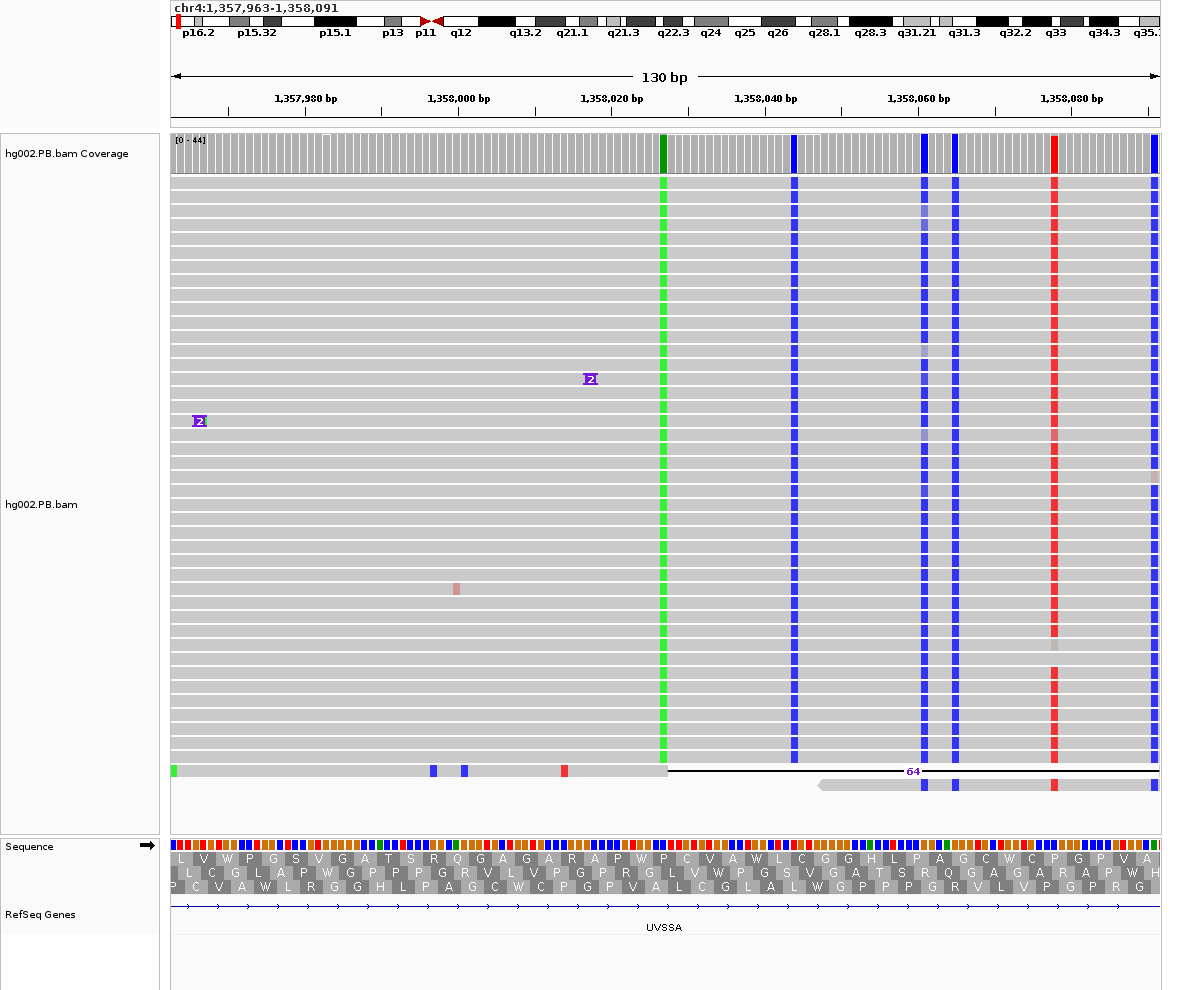 chr4:1,357,963-1,358,091
p16.2 p15.32 p15.1 p13 p11 q12 q13.2 q21.1 q21.3 q22.3 q24 q25 q26 q28.1 q28.3 q31.21 q31.3 q32.2 q33 q34.3 q35.
130 bp
1,357,980 bp 1,358,000 bp 1,358,020 bp 1,358,040 bp 1,358,060 bp 1,358,080 bp
[0 - 44]
hg002.PB.bam Coverage
2
2
hg002.PB.bam
64
Sequence
L V W P G S V G A T S R Q G A G A R A P W P C V A W L C G G H L P A G C W C P G P V A
L C G L A P W G P P P G R V L V P G P R G L V W P G S V G A T S R Q G A G A R A P W H
P C V A W L R G G H L P A G C W C P G P V A L C G L A L W G P P P G R V L V P G P R G
RefSeq Genes
UVSSA